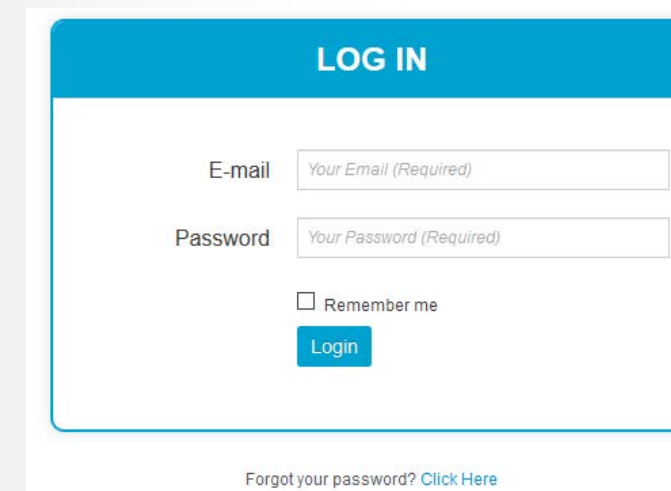 LOG IN
E-mail
Your Email (Required)
Password
Your Password (Required)
Remember me
Login
Forgot your password? Click Here